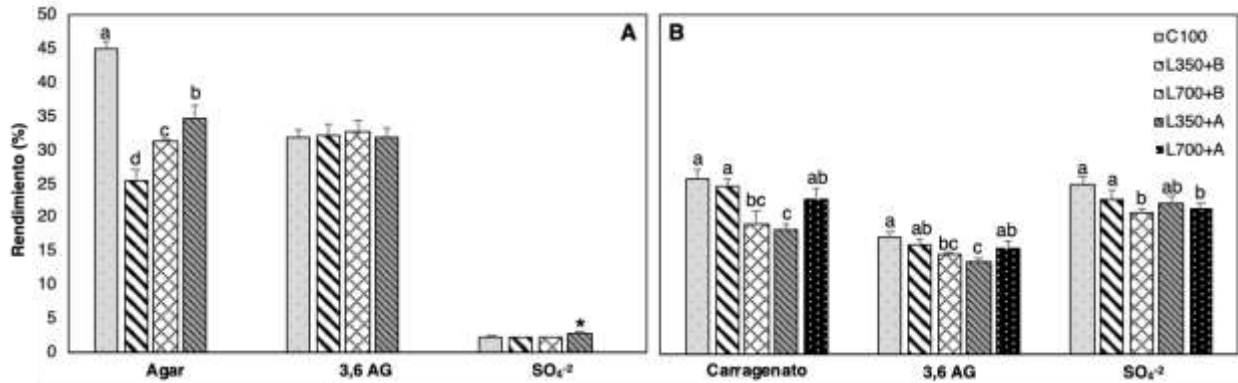 Rendimiento (%)
50
45
40
35
30
25
20
15
10
5
0
A
a
d
c
b
★
Agar
3,6 AG
SO₄⁻²
B
C100
L350+B
L700+B
L350+A
L700+A
a
a
bc
c
ab
a
ab
bc
c
ab
a
a
b
ab
b
Carragenato
3,6 AG
SO₄⁻²